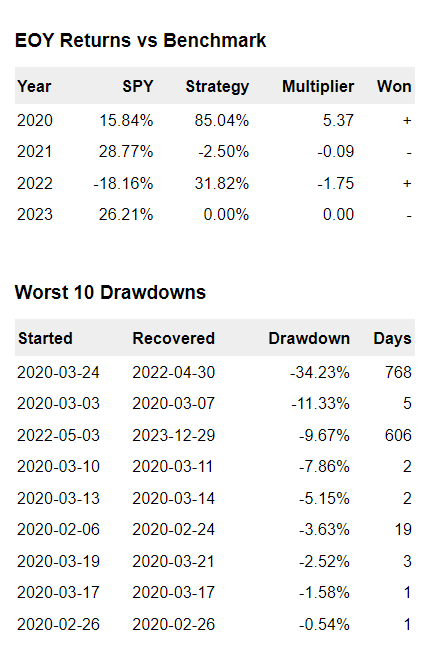 EOY Returns vs Benchmark
Year SPY Strategy Multiplier Won
2020 15.84% 85.04% 5.37 +
2021 28.77% -2.50% -0.09 -
2022 -18.16% 31.82% -1.75 +
2023 26.21% 0.00% 0.00 -
Worst 10 Drawdowns
Started Recovered Drawdown Days
2020-03-24 2022-04-30 -34.23% 768
2020-03-03 2020-03-07 -11.33% 5
2022-05-03 2023-12-29 -9.67% 606
2020-03-10 2020-03-11 -7.86% 2
2020-03-13 2020-03-14 -5.15% 2
2020-02-06 2020-02-24 -3.63% 19
2020-03-19 2020-03-21 -2.52% 3
2020-03-17 2020-03-17 -1.58% 1
2020-02-26 2020-02-26 -0.54% 1